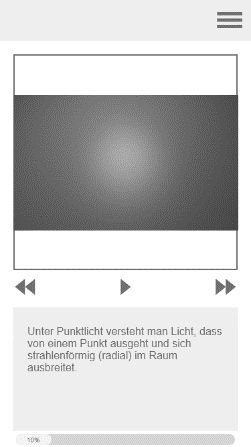 Unter Punktlicht versteht man Licht, dass
von einem Punkt ausgeht und sich
strahlenförmig (radial) im Raum
ausbreitet.
10%